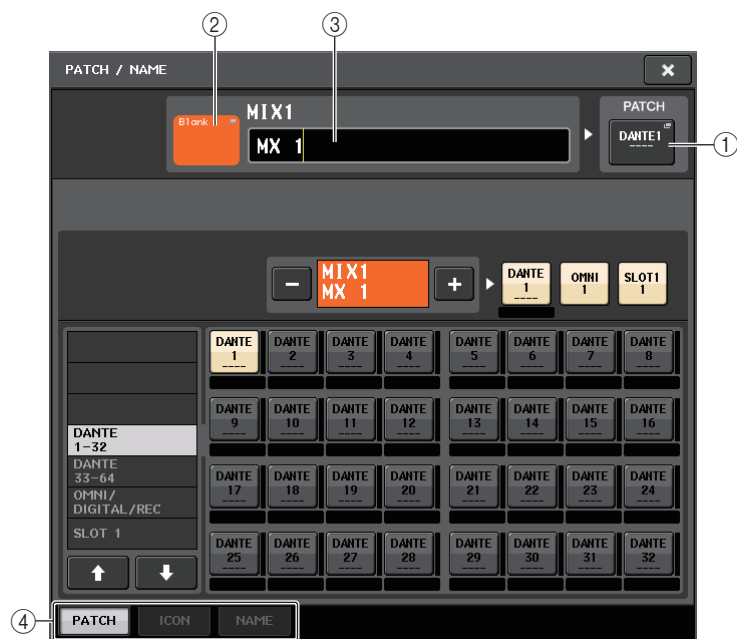 ② ③
PATCH / NAME ×
Blank MIX1 PATCH
MX 1 DANTE1 ---- ①
− MIX1 MX 1 + DANTE 1 ---- OMNI 1 SLOT1 1
DANTE 1 ---- DANTE 2 ---- DANTE 3 ---- DANTE 4 ---- DANTE 5 ---- DANTE 6 ---- DANTE 7 ---- DANTE 8 ----
DANTE 9 ---- DANTE 10 ---- DANTE 11 ---- DANTE 12 ---- DANTE 13 ---- DANTE 14 ---- DANTE 15 ---- DANTE 16 ----
DANTE 17 ---- DANTE 18 ---- DANTE 19 ---- DANTE 20 ---- DANTE 21 ---- DANTE 22 ---- DANTE 23 ---- DANTE 24 ----
DANTE 25 ---- DANTE 26 ---- DANTE 27 ---- DANTE 28 ---- DANTE 29 ---- DANTE 30 ---- DANTE 31 ---- DANTE 32 ----
DANTE
1-32
DANTE
33-64
OMNI/
DIGITAL/REC
SLOT 1
④ PATCH ICON NAME